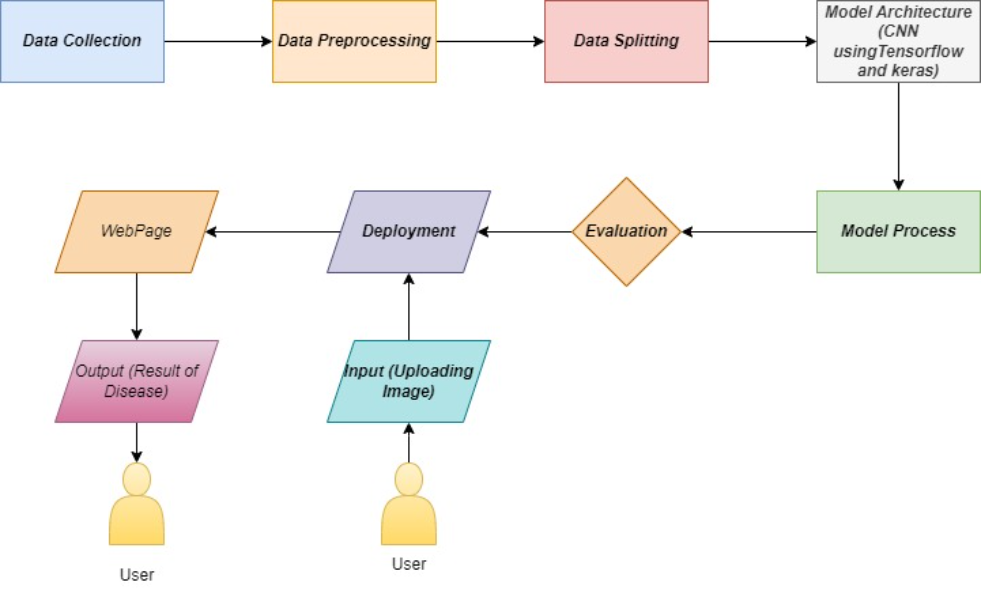 Data Collection
Data Preprocessing
Data Splitting
Model Architecture
(CNN
usingTensorflow
and keras)
WebPage
Deployment
Evaluation
Model Process
Output (Result of
Disease)
Input (Uploading
Image)
User
User